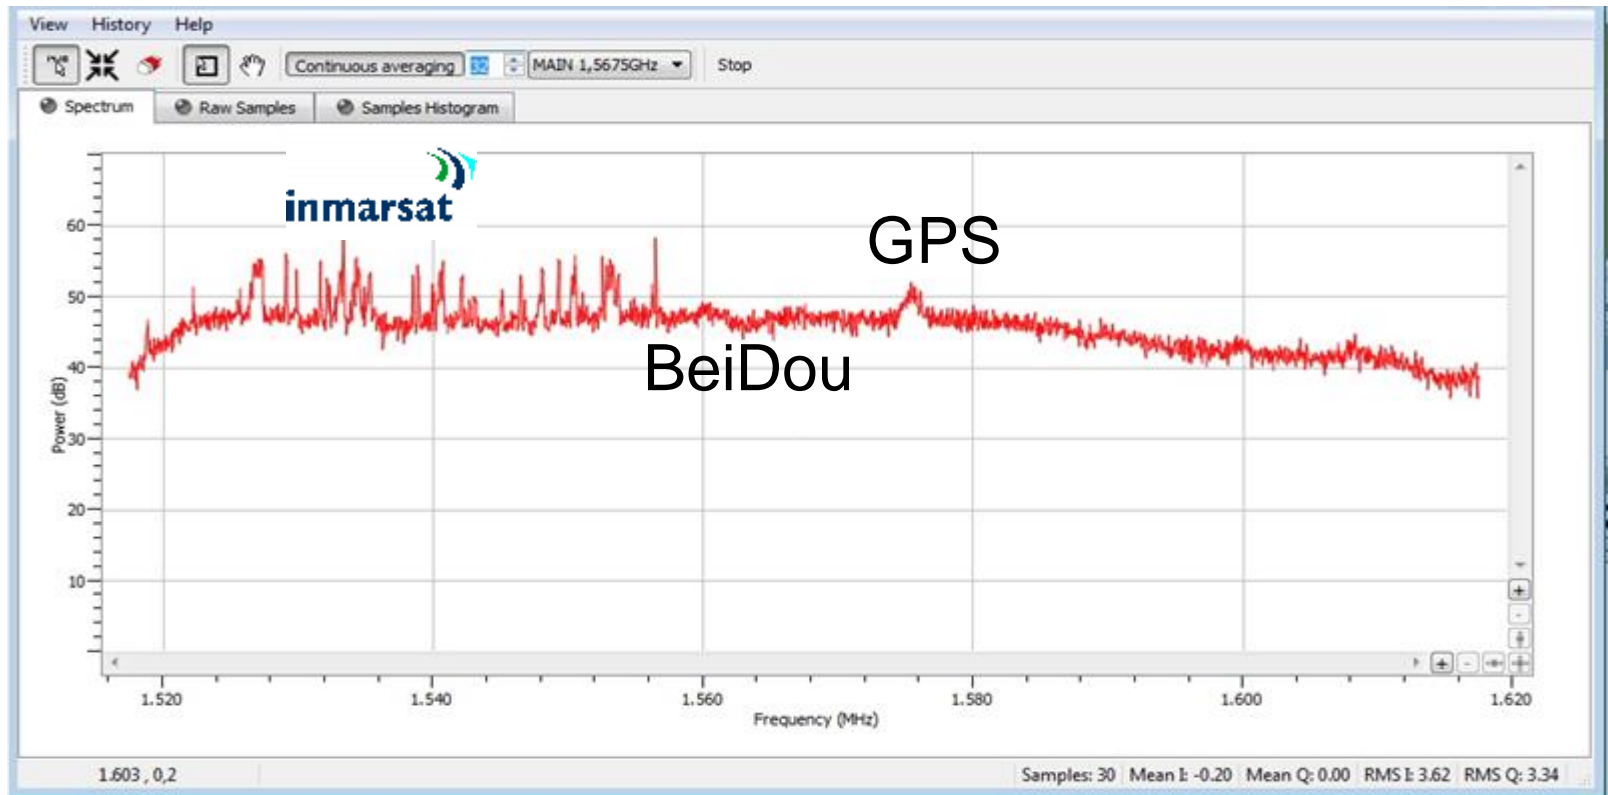 View History Help
Continuous averaging 32 MAIN 1,5675GHz Stop
Spectrum Raw Samples Samples Histogram
inmarsat
GPS
BeiDou
60
50
40
30
20
10
Power (dB)
1.520 1.540 1.560 1.580 1.600 1.620
Frequency (MHz)
1.603 , 0,2 Samples: 30 Mean I: -0.20 Mean Q: 0.00 RMS I: 3.62 RMS Q: 3.34